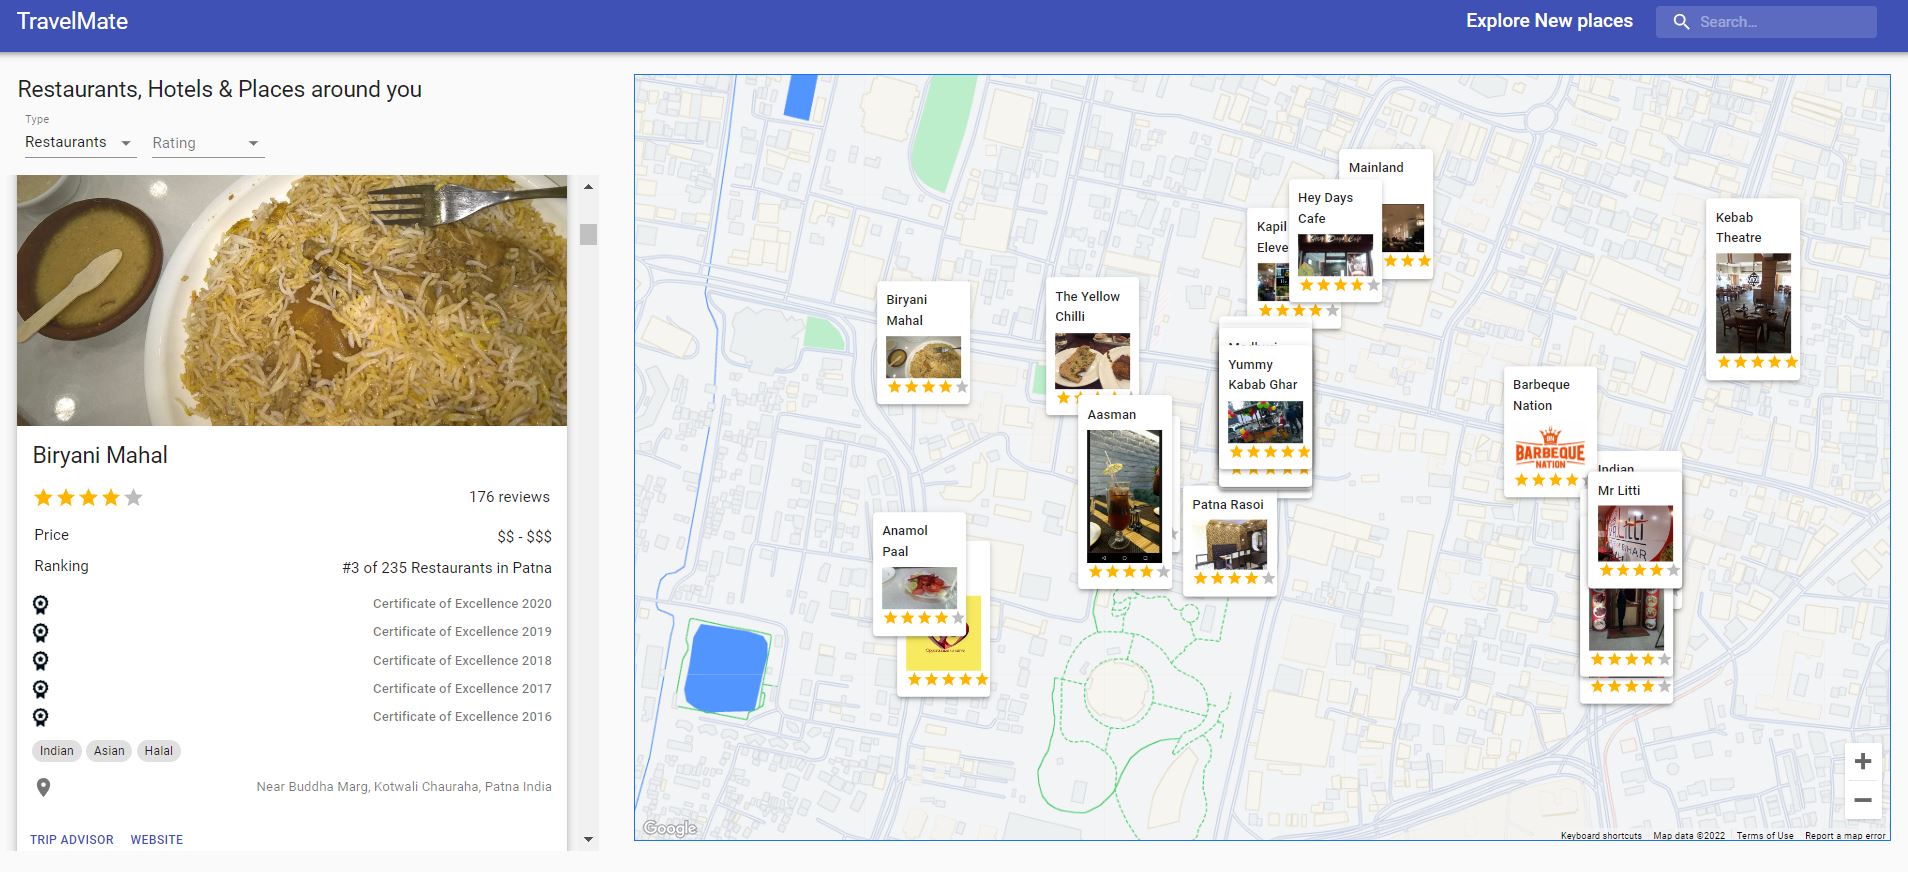 TravelMate
Explore New places
Search...
Restaurants, Hotels & Places around you
Type
Restaurants
Rating
Biryani Mahal
176 reviews
Price
$$ - $$$
Ranking
#3 of 235 Restaurants in Patna
Certificate of Excellence 2020
Certificate of Excellence 2019
Certificate of Excellence 2018
Certificate of Excellence 2017
Certificate of Excellence 2016
Indian
Asian
Halal
Near Buddha Marg, Kotwali Chauraha, Patna India
TRIP ADVISOR
WEBSITE
Mainland
Hey Days
Cafe
Kapil
Eleve
Kebab
Theatre
Biryani
Mahal
The Yellow
Chilli
Yummy
Kabab Ghar
Barbeque
Nation
BARBEQUE
NATION
Aasman
Indian
Mr Litti
Patna Rasoi
Anamol
Paal
Google
Keyboard shortcuts
Map data ©2022
Terms of Use
Report a map error